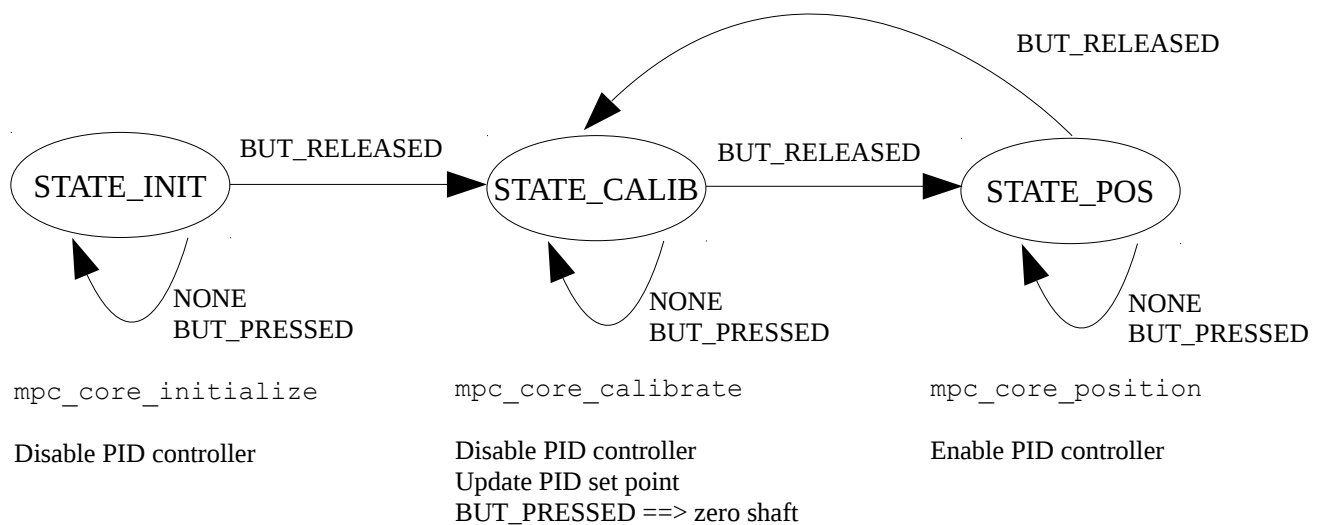 BUT_RELEASED
BUT_RELEASED
BUT_RELEASED
STATE_INIT
STATE_CALIB
STATE_POS
NONE
BUT_PRESSED
NONE
BUT_PRESSED
NONE
BUT_PRESSED
mpc_core_initialize
mpc_core_calibrate
mpc_core_position
Disable PID controller
Disable PID controller
Update PID set point
BUT_PRESSED ==> zero shaft
Enable PID controller